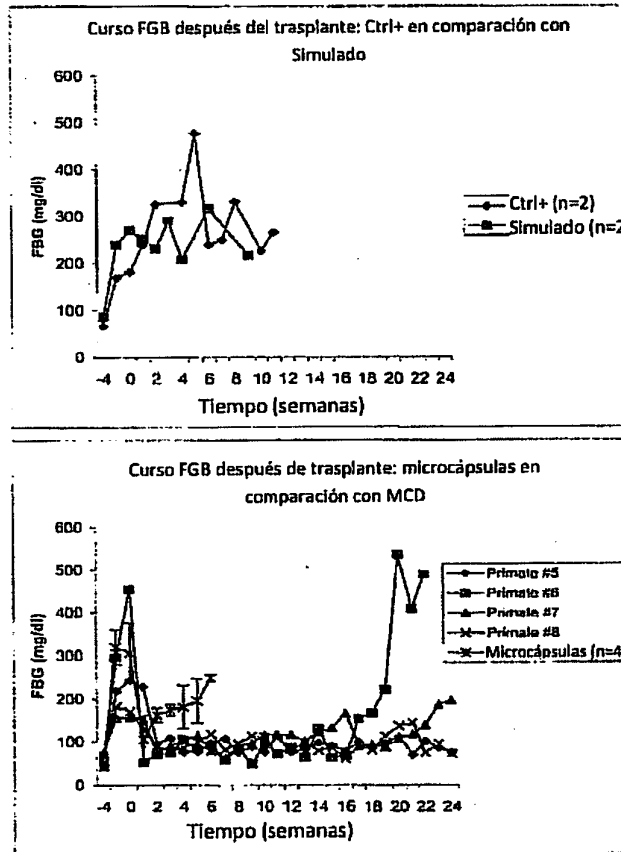 Curso FGB después del trasplante: Ctrl+ en comparación con
Simulado
600
500
400
300
200
100
0
FBG (mg/dl)
-4 0 2 4 6 8 10 12 14 16 18 20 22 24
Tiempo (semanas)
Ctrl+ (n=2)
Simulado (n=2
Curso FGB después de trasplante: microcápsulas en
comparación con MCD
600
500
400
300
200
100
0
FBG (mg/dl)
-4 0 2 4 6 8 10 12 14 16 18 20 22 24
Tiempo (semanas)
Primato #5
Primato #6
Primale #7
Primale #8
Microcápsulas (n=4